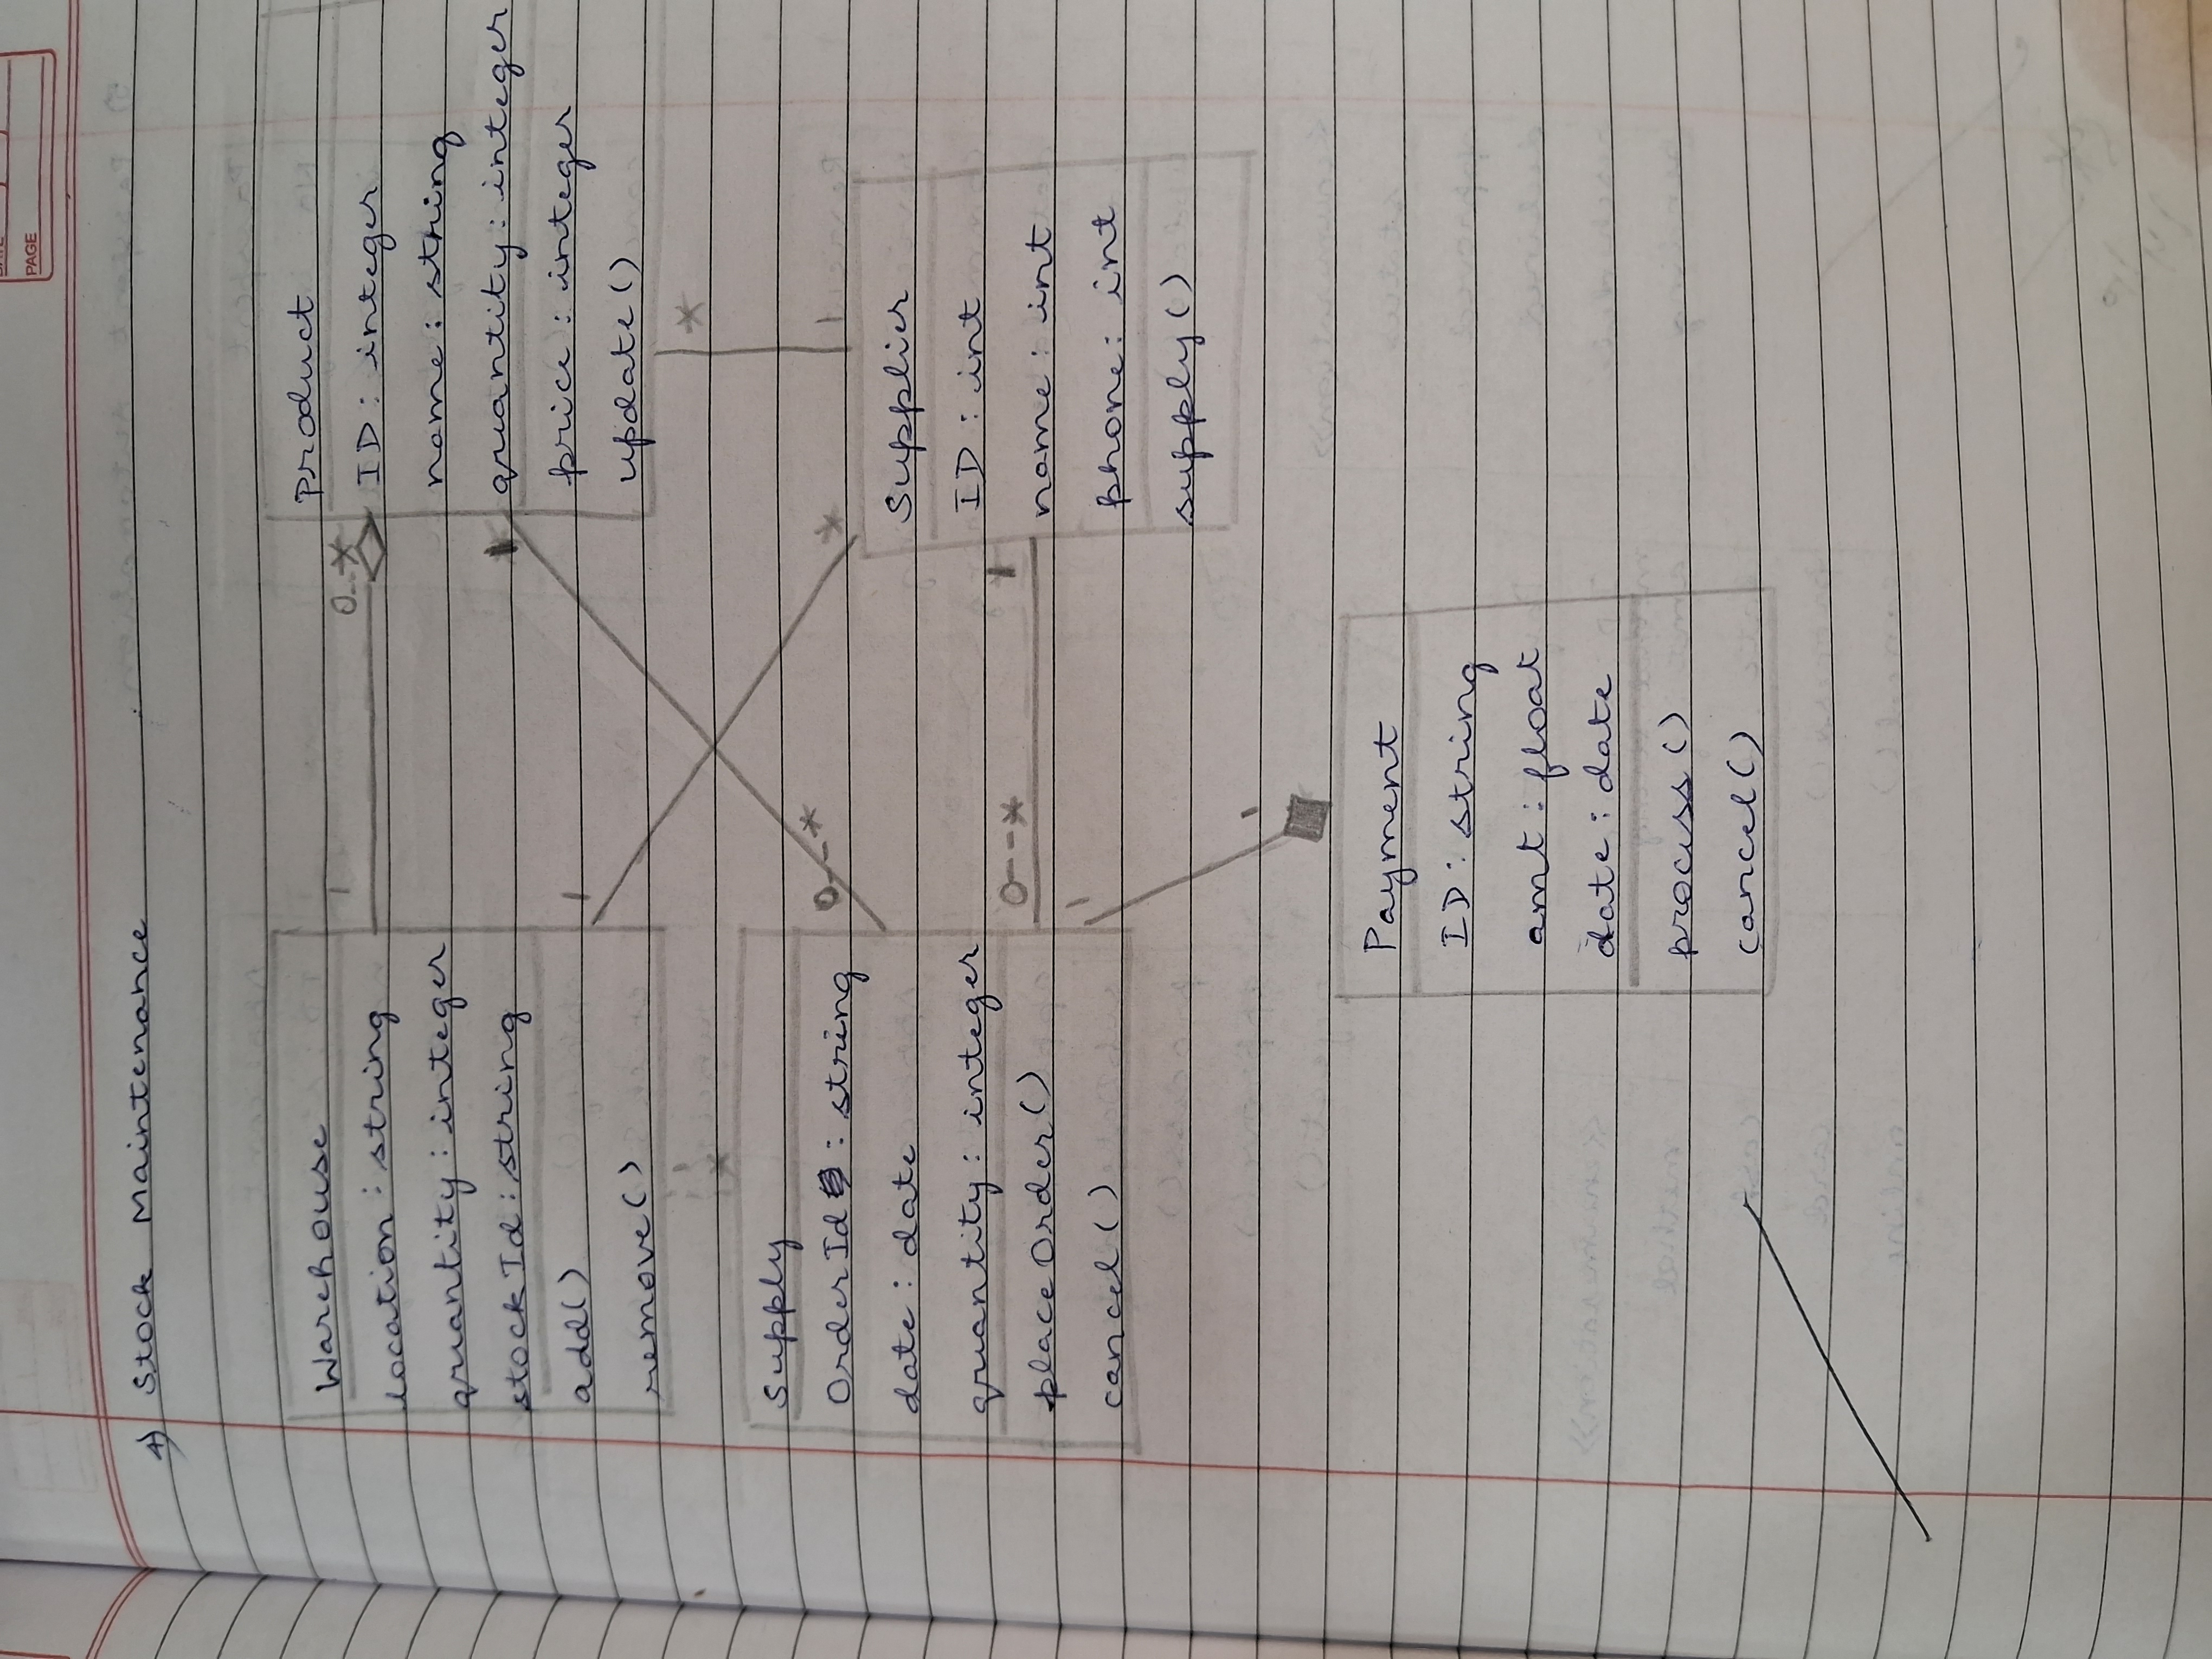 PAGE
4) Stock Maintenance
Warehouse
location : string
quantity : integer
stockId : string
add()
remove()
1
0..*
Product
ID : integer
name : string
quantity : integer
price : integer
update()
1
1
*
1
*
1
*
0--*
Supply
OrderId : string
date : date
quantity : integer
placeOrder()
cancel()
0--*
1
Supplier
ID : int
name : int
phone : int
supply()
1
1
Payment
ID : string
amt : float
date : date
process()
cancel()